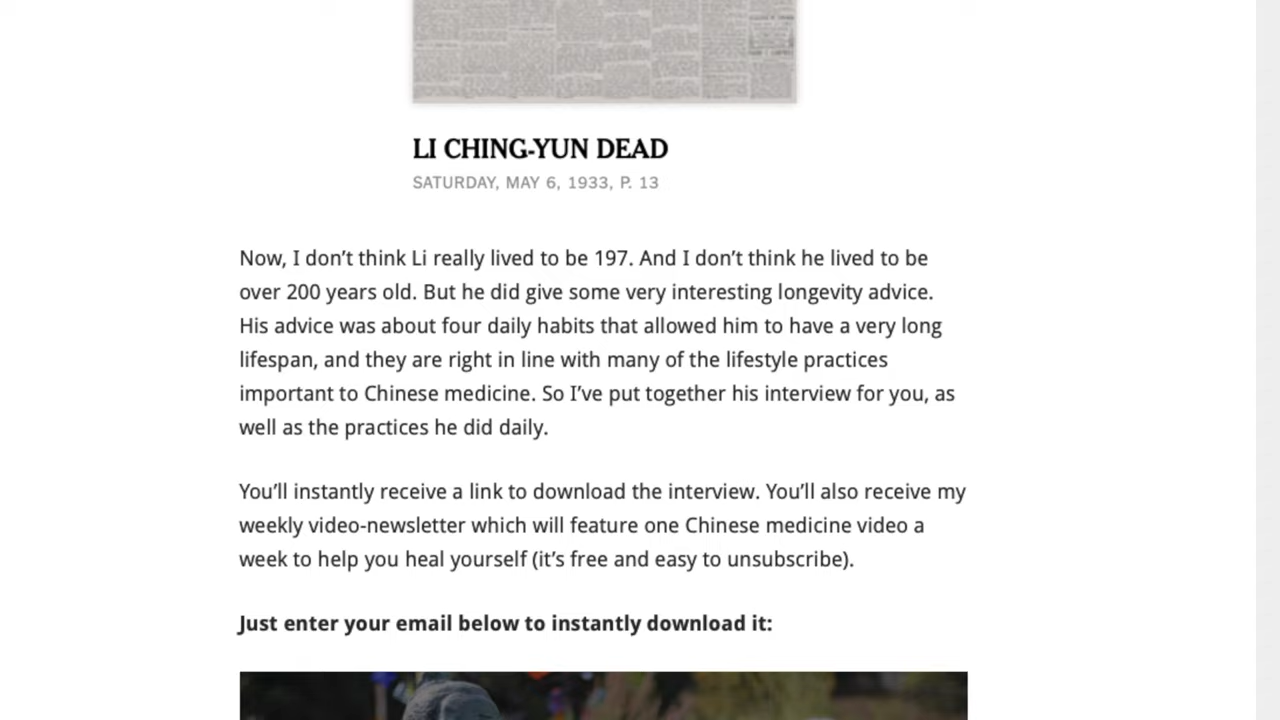 LI CHING-YUN DEAD
SATURDAY, MAY 6, 1933, P. 13
Now, I don’t think Li really lived to be 197. And I don’t think he lived to be
over 200 years old. But he did give some very interesting longevity advice.
His advice was about four daily habits that allowed him to have a very long
lifespan, and they are right in line with many of the lifestyle practices
important to Chinese medicine. So I’ve put together his interview for you, as
well as the practices he did daily.
You’ll instantly receive a link to download the interview. You’ll also receive my
weekly video-newsletter which will feature one Chinese medicine video a
week to help you heal yourself (it’s free and easy to unsubscribe).
Just enter your email below to instantly download it: